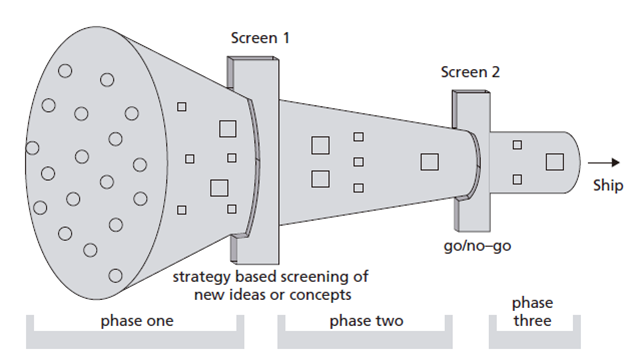 Screen 1
Screen 2
Ship
go/no–go
strategy based screening of
new ideas or concepts
phase one
phase two
phase
three